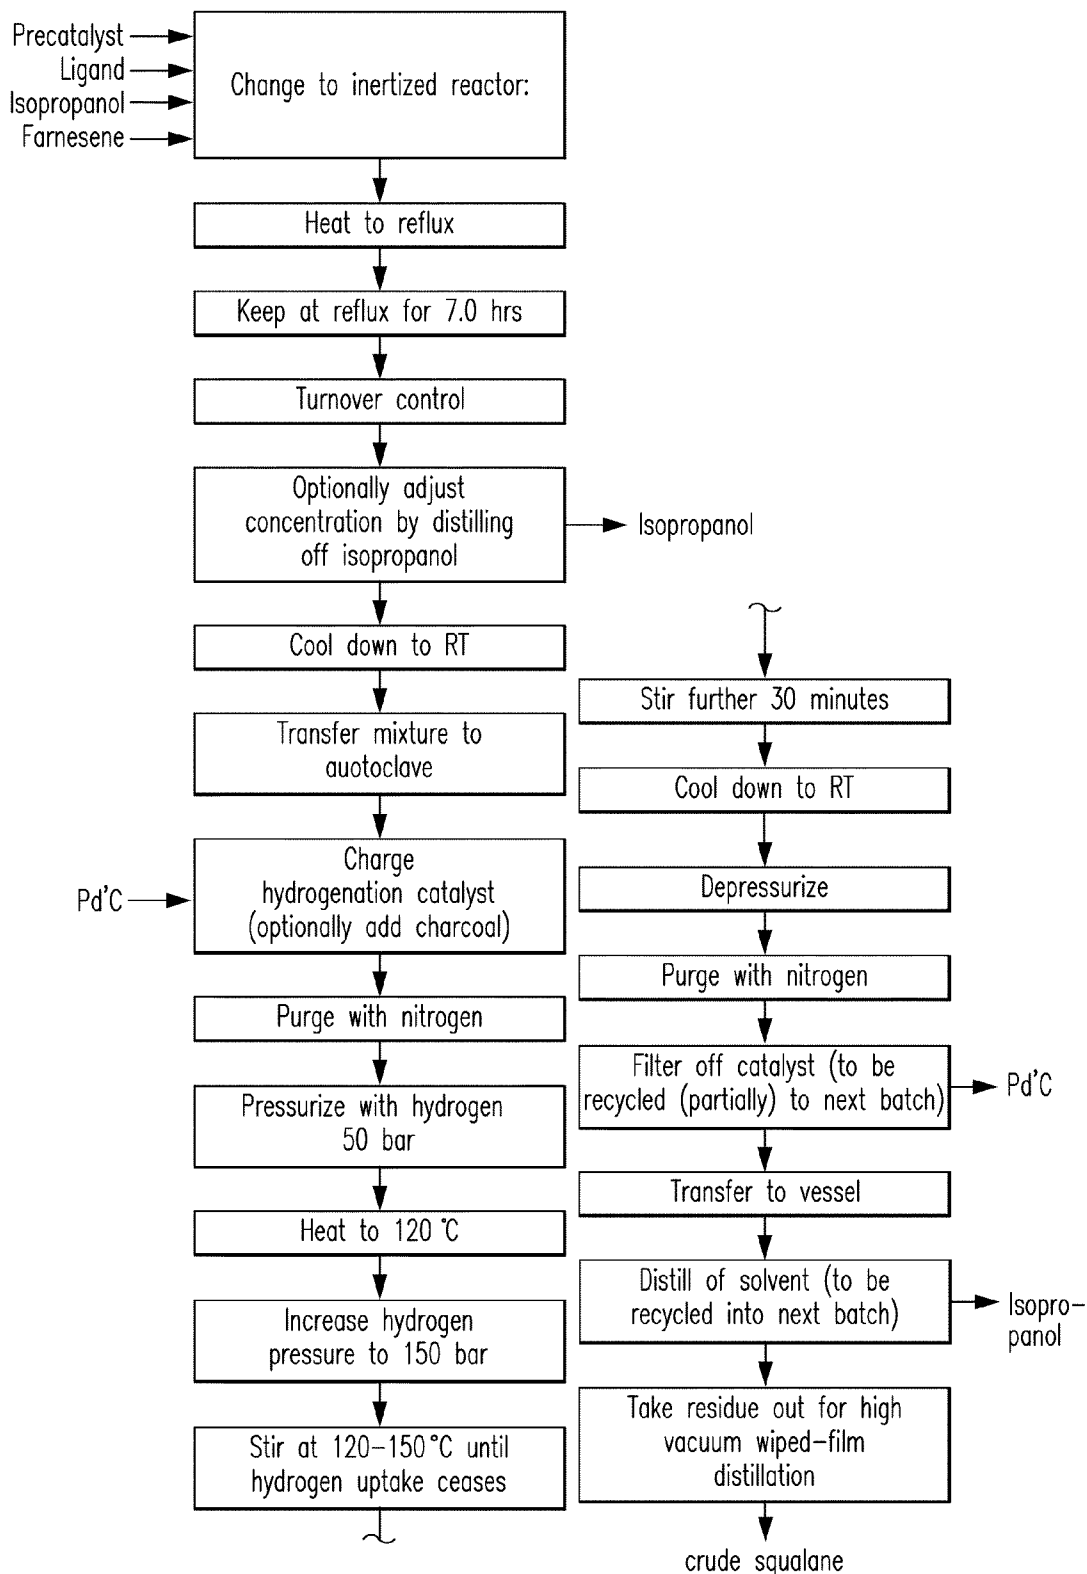 Precatalyst
Ligand
Isopropanol
Farnesene
Change to inertized reactor:
Heat to reflux
Keep at reflux for 7.0 hrs
Turnover control
Optionally adjust
concentration by distilling
off isopropanol
Isopropanol
Cool down to RT
Transfer mixture to
auotoclave
Pd'C
Charge
hydrogenation catalyst
(optionally add charcoal)
Purge with nitrogen
Pressurize with hydrogen
50 bar
Heat to 120 °C
Increase hydrogen
pressure to 150 bar
Stir at 120-150°C until
hydrogen uptake ceases
Stir further 30 minutes
Cool down to RT
Depressurize
Purge with nitrogen
Filter off catalyst (to be
recycled (partially) to next batch)
Pd'C
Transfer to vessel
Distill of solvent (to be
recycled into next batch)
Isopro-
panol
Take residue out for high
vacuum wiped-film
distillation
crude squalane